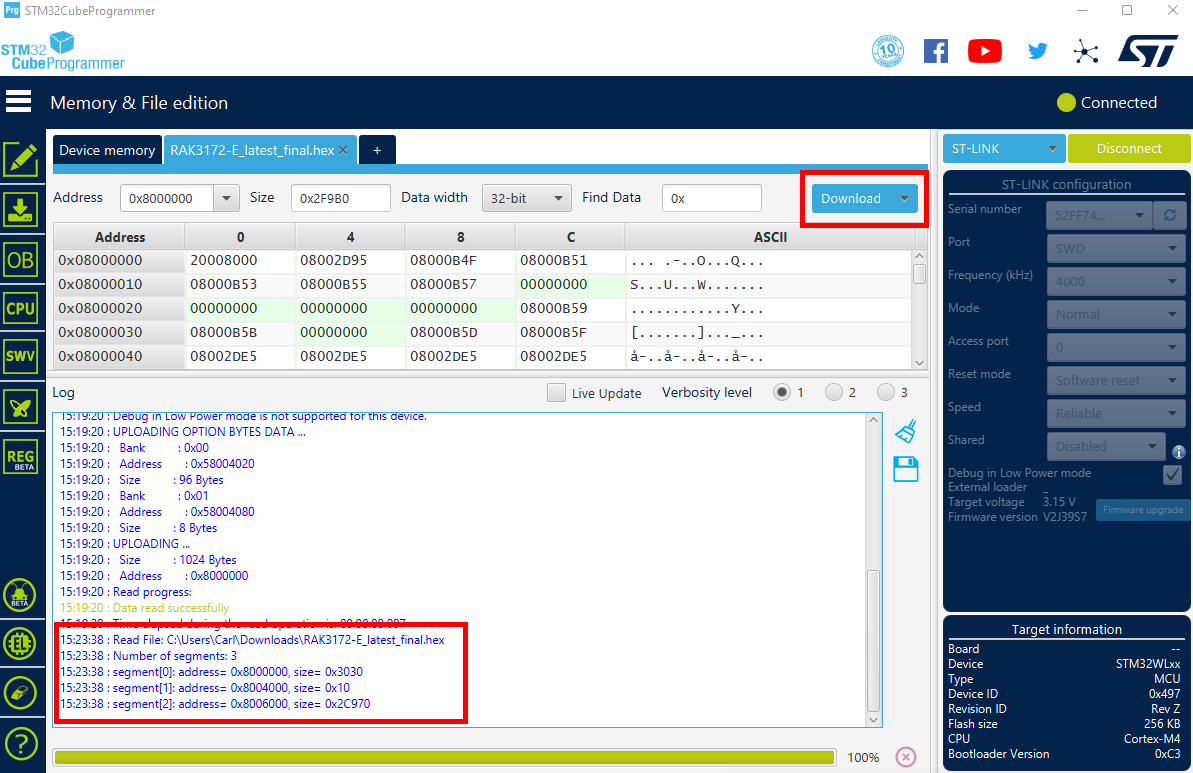 Prg STM32CubeProgrammer
STM32
CubeProgrammer
10 YEARS
ST
Memory & File edition
Connected
Device memory RAK3172-E_latest_final.hex × +
ST-LINK Disconnect
Address 0x8000000 Size 0x2F9B0 Data width 32-bit Find Data 0x Download
Address 0 4 8 C ASCII
0x08000000 20008000 08002D95 08000B4F 08000B51 ... .-..O...Q...
0x08000010 08000B53 08000B55 08000B57 00000000 S...U...W.......
0x08000020 00000000 00000000 00000000 08000B59 ............Y...
0x08000030 08000B5B 00000000 08000B5D 08000B5F [.......]..._...
0x08000040 08002DE5 08002DE5 08002DE5 08002DE5 å-..å-..å-..å-..
OB
CPU
SWV
REG
BETA
BETA
EL
?
Log Live Update Verbosity level 1 2 3
15:19:20 : Debug in Low Power mode is not supported for this device.
15:19:20 : UPLOADING OPTION BYTES DATA ...
15:19:20 : Bank : 0x00
15:19:20 : Address : 0x58004020
15:19:20 : Size : 96 Bytes
15:19:20 : Bank : 0x01
15:19:20 : Address : 0x58004080
15:19:20 : Size : 8 Bytes
15:19:20 : UPLOADING ...
15:19:20 : Size : 1024 Bytes
15:19:20 : Address : 0x8000000
15:19:20 : Read progress:
15:19:20 : Data read successfully
15:19:20 : Time elapsed during the read operation is: 00:00:00.007
15:23:38 : Read File: C:\Users\Carl\Downloads\RAK3172-E_latest_final.hex
15:23:38 : Number of segments: 3
15:23:38 : segment[0]: address= 0x8000000, size= 0x3030
15:23:38 : segment[1]: address= 0x8004000, size= 0x10
15:23:38 : segment[2]: address= 0x8006000, size= 0x2C970
100%
ST-LINK configuration
Serial number 52FF74...
Port SWD
Frequency (kHz) 4000
Mode Normal
Access port 0
Reset mode Software reset
Speed Reliable
Shared Disabled
Debug in Low Power mode
External loader _
Target voltage 3.15 V
Firmware version V2J39S7 Firmware upgrade
Target information
Board --
Device STM32WLxx
Type MCU
Device ID 0x497
Revision ID Rev Z
Flash size 256 KB
CPU Cortex-M4
Bootloader Version 0xC3